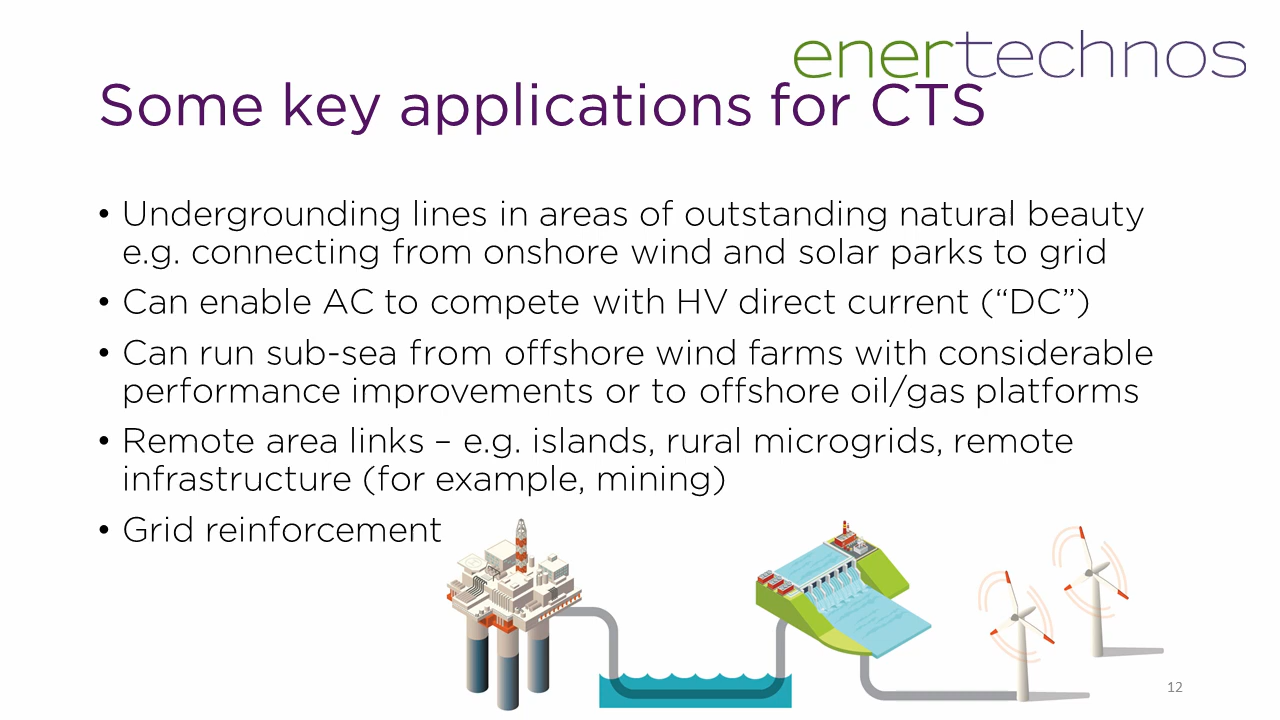 enertechnos
Some key applications for CTS
• Undergrounding lines in areas of outstanding natural beauty
e.g. connecting from onshore wind and solar parks to grid
• Can enable AC to compete with HV direct current (“DC”)
• Can run sub-sea from offshore wind farms with considerable
performance improvements or to offshore oil/gas platforms
• Remote area links – e.g. islands, rural microgrids, remote
infrastructure (for example, mining)
• Grid reinforcement
12